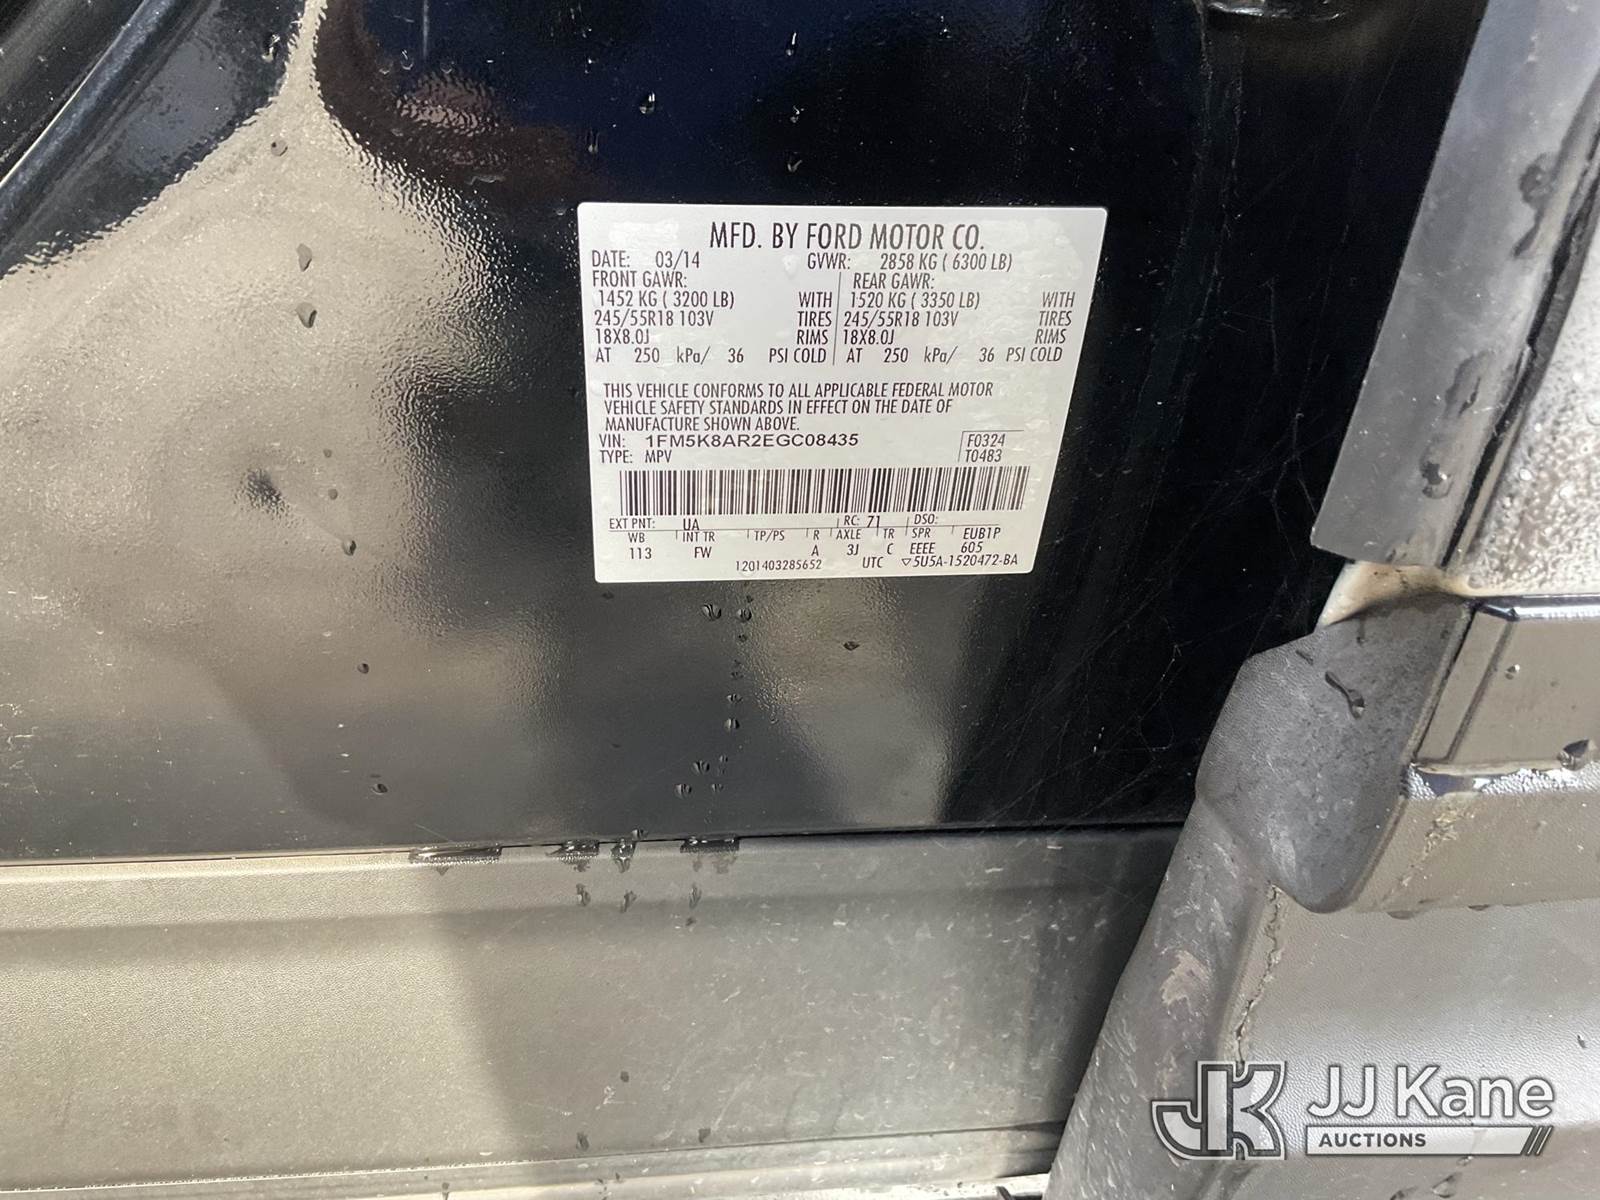 MFD. BY FORD MOTOR CO.
DATE: 03/14 GVWR: 2858 KG ( 6300 LB)
FRONT GAWR: REAR GAWR:
1452 KG ( 3200 LB) WITH 1520 KG ( 3350 LB) WITH
245/55R18 103V TIRES 245/55R18 103V TIRES
18X8.0J RIMS 18X8.0J RIMS
AT 250 kPa/ 36 PSI COLD AT 250 kPa/ 36 PSI COLD
THIS VEHICLE CONFORMS TO ALL APPLICABLE FEDERAL MOTOR
VEHICLE SAFETY STANDARDS IN EFFECT ON THE DATE OF
MANUFACTURE SHOWN ABOVE.
VIN: 1FM5K8AR2EGC08435 F0324
TYPE: MPV T0483
EXT PNT: UA RC: 71 DSO:
WB INT TR TP/PS R AXLE TR SPR EUB1P
113 FW A 3J C EEEE 605
1201403285652 UTC ▽5U5A-1520472-BA
JK JJ Kane
AUCTIONS